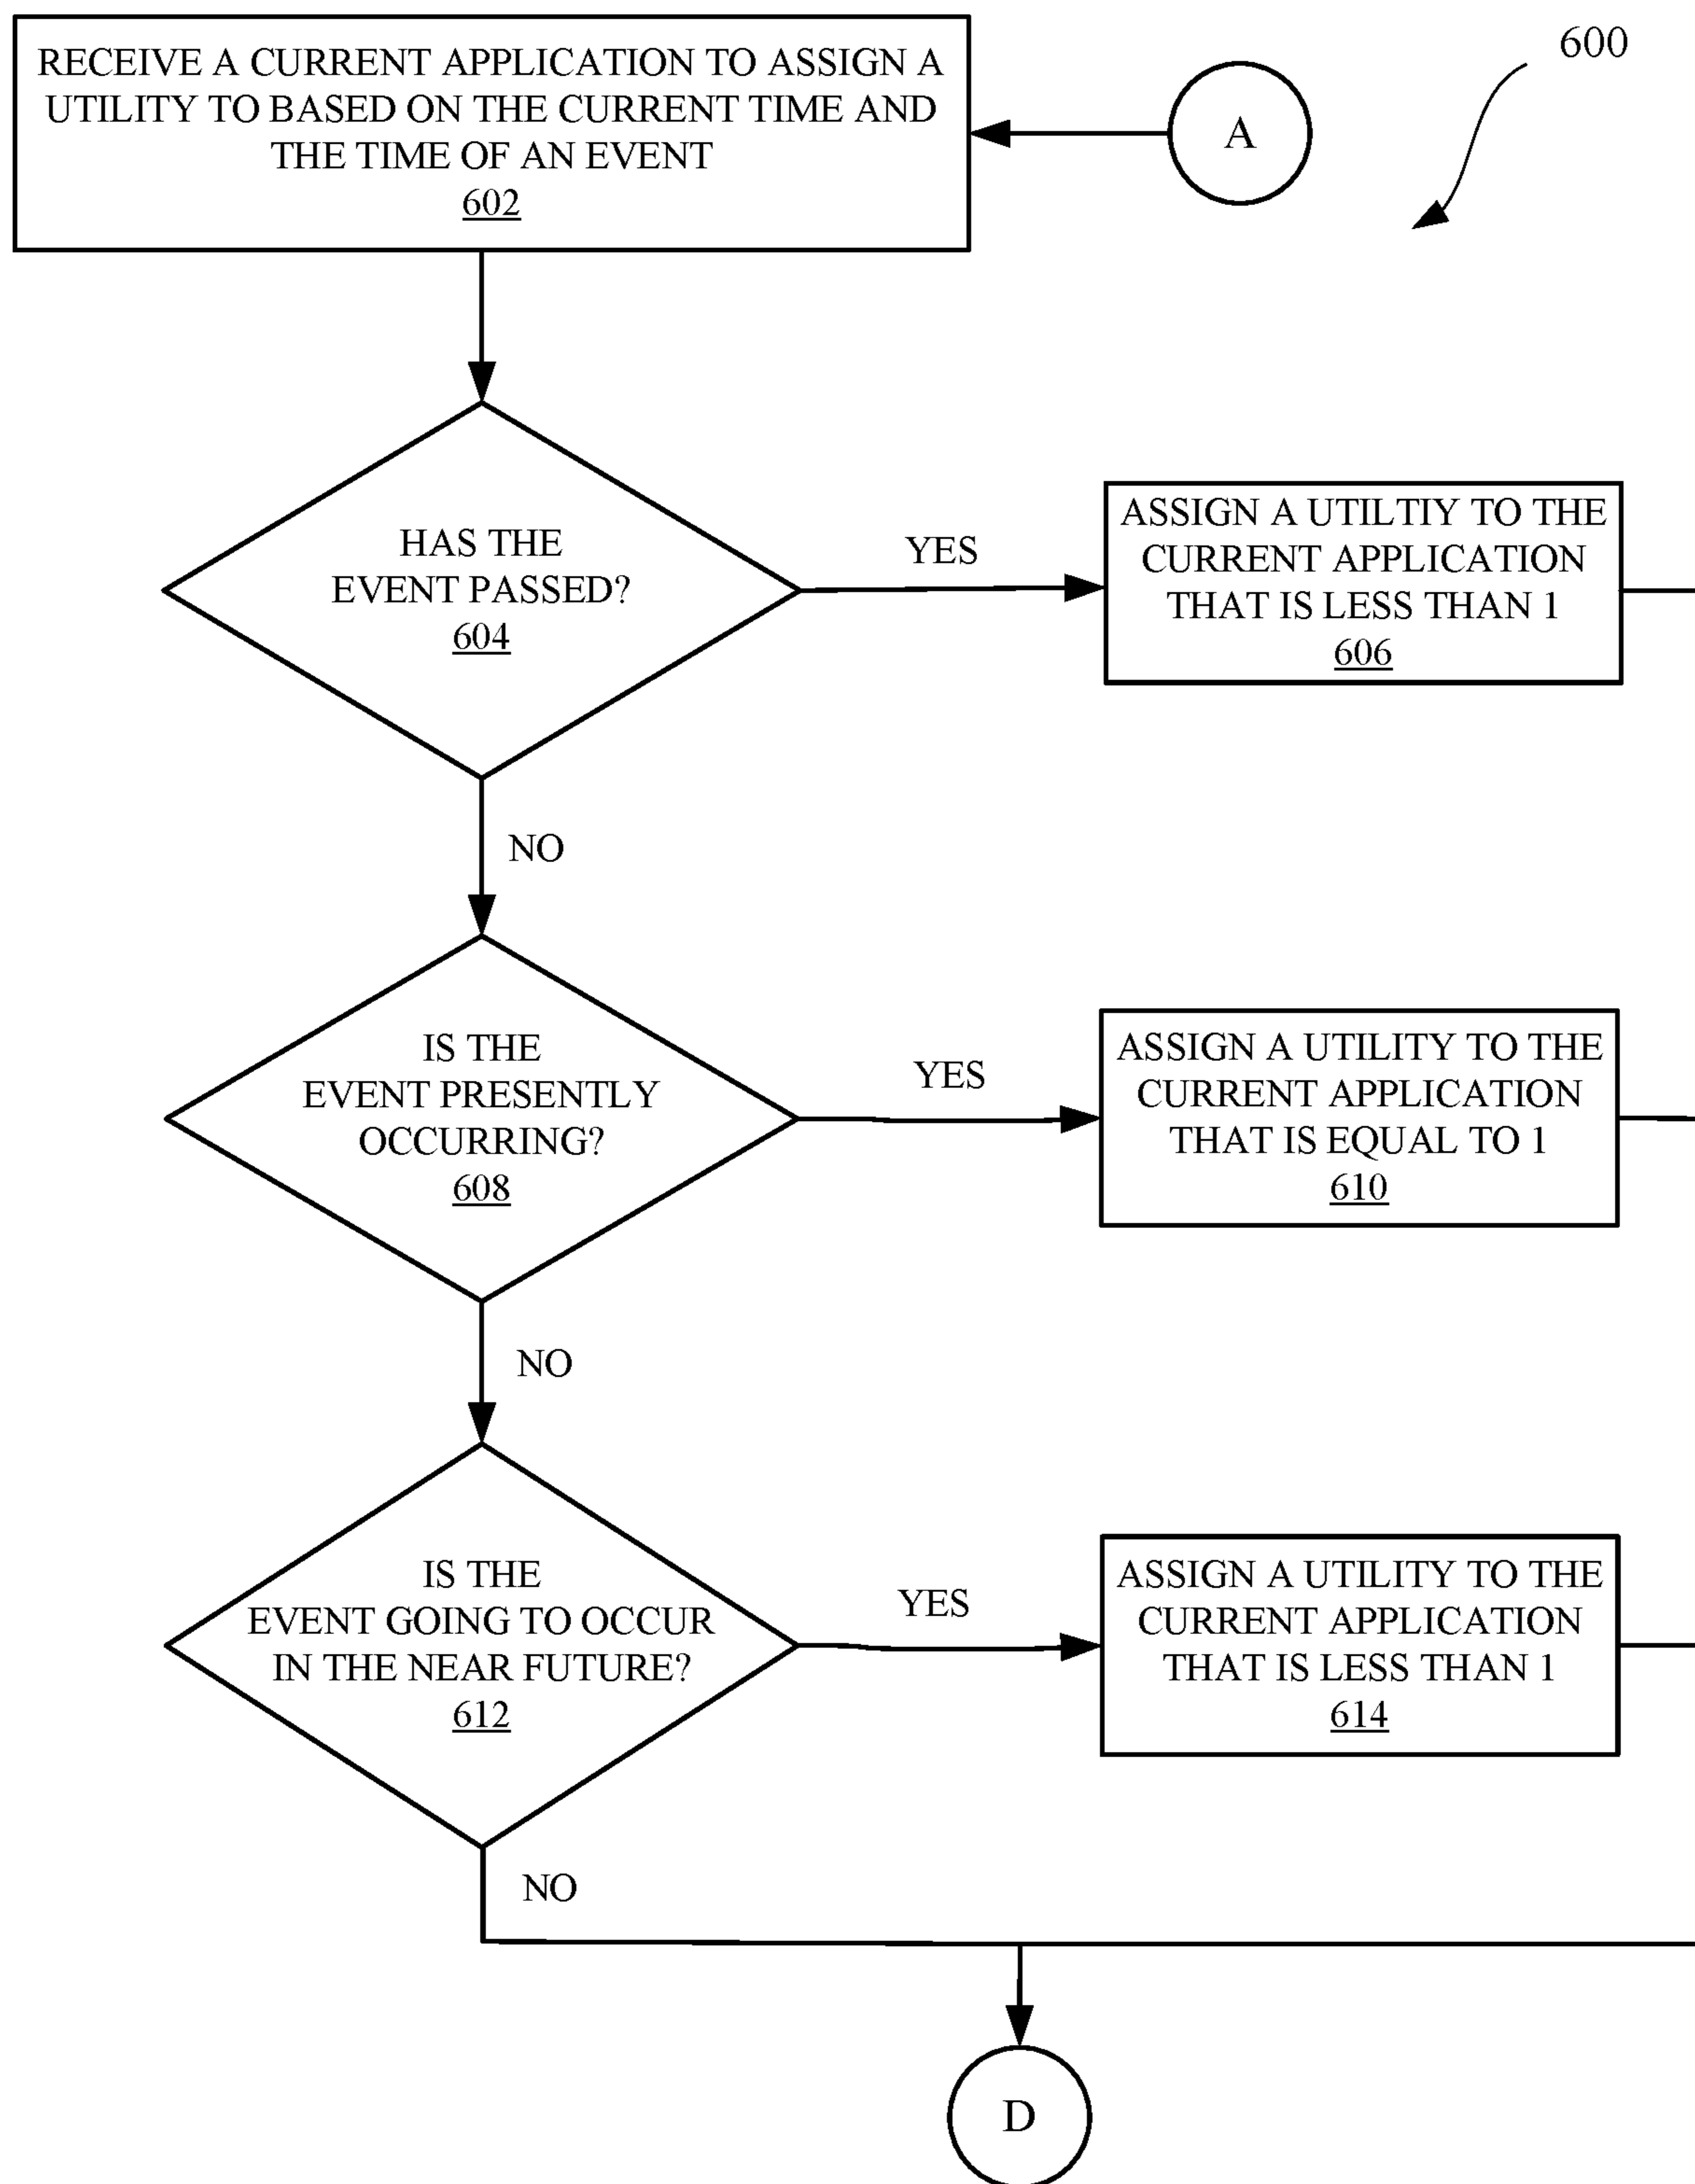 RECEIVE A CURRENT APPLICATION TO ASSIGN A
UTILITY TO BASED ON THE CURRENT TIME AND
THE TIME OF AN EVENT
602
A
600
HAS THE
EVENT PASSED?
604
YES
ASSIGN A UTILTIY TO THE
CURRENT APPLICATION
THAT IS LESS THAN 1
606
NO
IS THE
EVENT PRESENTLY
OCCURRING?
608
YES
ASSIGN A UTILITY TO THE
CURRENT APPLICATION
THAT IS EQUAL TO 1
610
NO
IS THE
EVENT GOING TO OCCUR
IN THE NEAR FUTURE?
612
YES
ASSIGN A UTILITY TO THE
CURRENT APPLICATION
THAT IS LESS THAN 1
614
NO
D